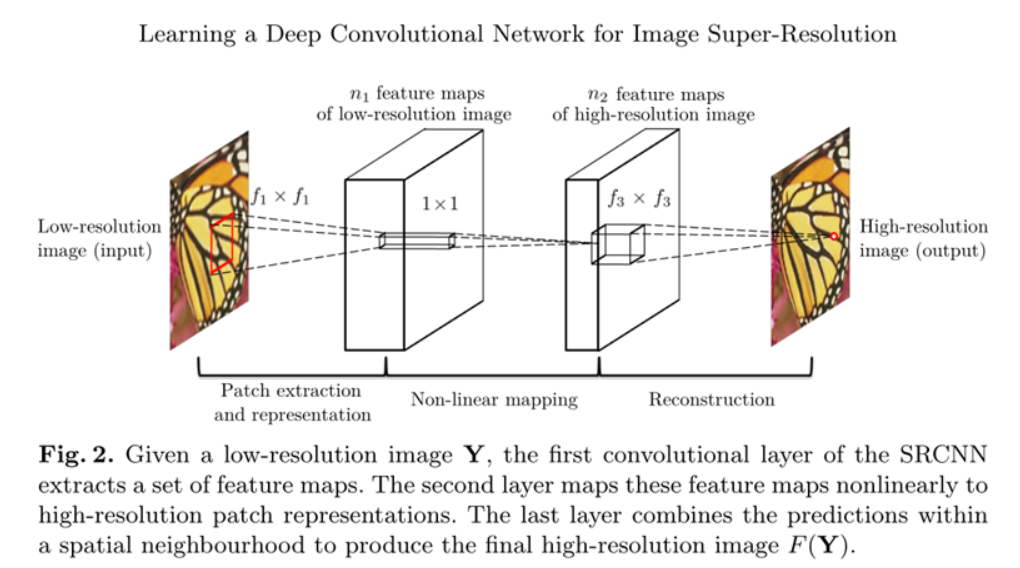 Learning a Deep Convolutional Network for Image Super-Resolution
n₁ feature maps
of low-resolution image
n₂ feature maps
of high-resolution image
f₁ × f₁
1×1
f₃ × f₃
Low-resolution
image (input)
High-resolution
image (output)
Patch extraction
and representation
Non-linear mapping
Reconstruction
Fig. 2. Given a low-resolution image Y, the first convolutional layer of the SRCNN
extracts a set of feature maps. The second layer maps these feature maps nonlinearly to
high-resolution patch representations. The last layer combines the predictions within
a spatial neighbourhood to produce the final high-resolution image F(Y).